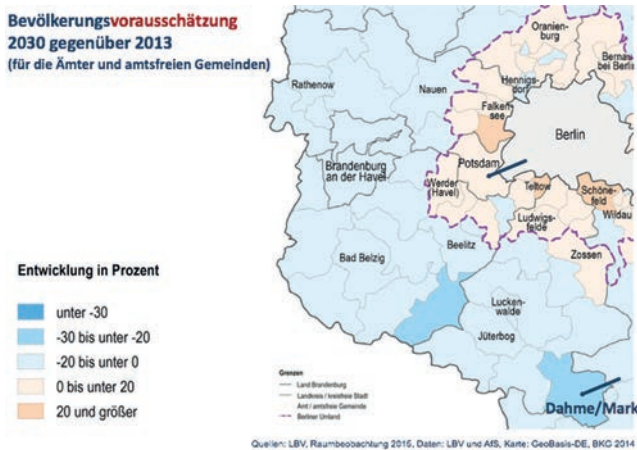 Bevölkerungsvorausschätzung
2030 gegenüber 2013
(für die Ämter und amtsfreien Gemeinden)
Oranien-
burg
Bernau
bei Berlin
Rathenow
Nauen
Hennigs-
dorf
Falken-
see
Berlin
Brandenburg
an der Havel
Potsdam
Werder
(Havel)
Teltow
Schöne-
feld
Wildau
Ludwigs-
felde
Beelitz
Bad Belzig
Zossen
Lucken-
walde
Jüterbog
Dahme/Mark
Entwicklung in Prozent
unter -30
-30 bis unter -20
-20 bis unter 0
0 bis unter 20
20 und größer
Grenzen
Land Brandenburg
Landkreis / kreisfreie Stadt
Amt / amtsfreie Gemeinde
Berliner Umland
Quellen: LBV, Raumbeobachtung 2015, Daten: LBV und AfS, Karte: GeoBasis-DE, BKG 2014